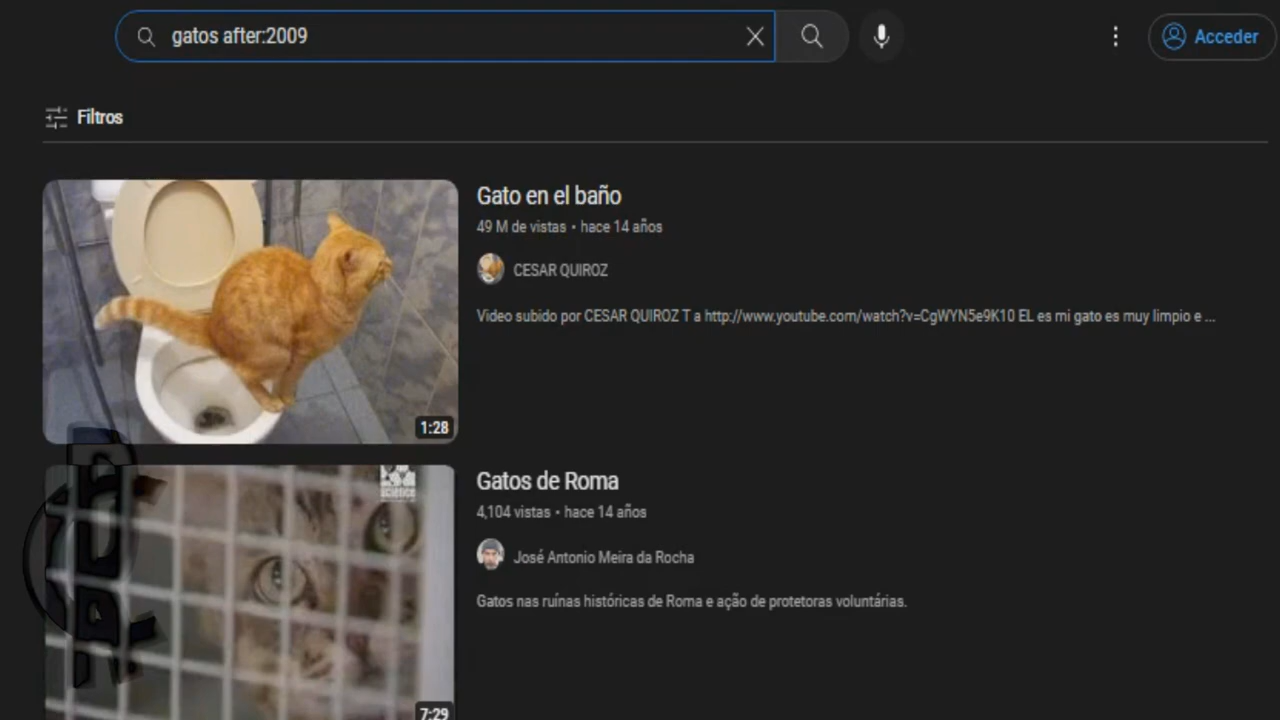 gatos after:2009
Acceder
Filtros
Gato en el baño
49 M de vistas • hace 14 años
CESAR QUIROZ
Video subido por CESAR QUIROZ T a http://www.youtube.com/watch?v=CgWYN5e9K10 EL es mi gato es muy limpio e ...
1:28
Gatos de Roma
4,104 vistas • hace 14 años
José Antonio Meira da Rocha
Gatos nas ruínas históricas de Roma e ação de protetoras voluntárias.
7:29